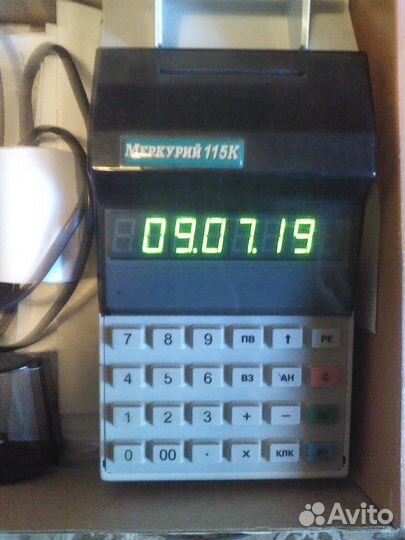 МЕРКУРИЙ 115К
09.07.19
7 8 9 ПВ ↑ РЕ
4 5 6 ВЗ АН С
1 2 3 + −
0 00 · X КЛК
Avito